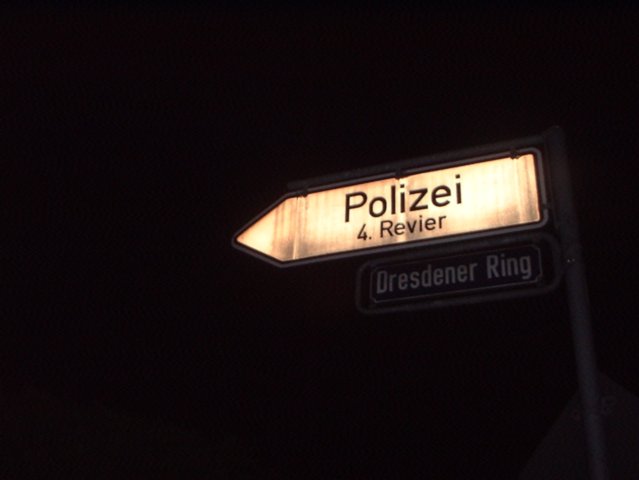 Polizei
4. Revier
Dresdener Ring